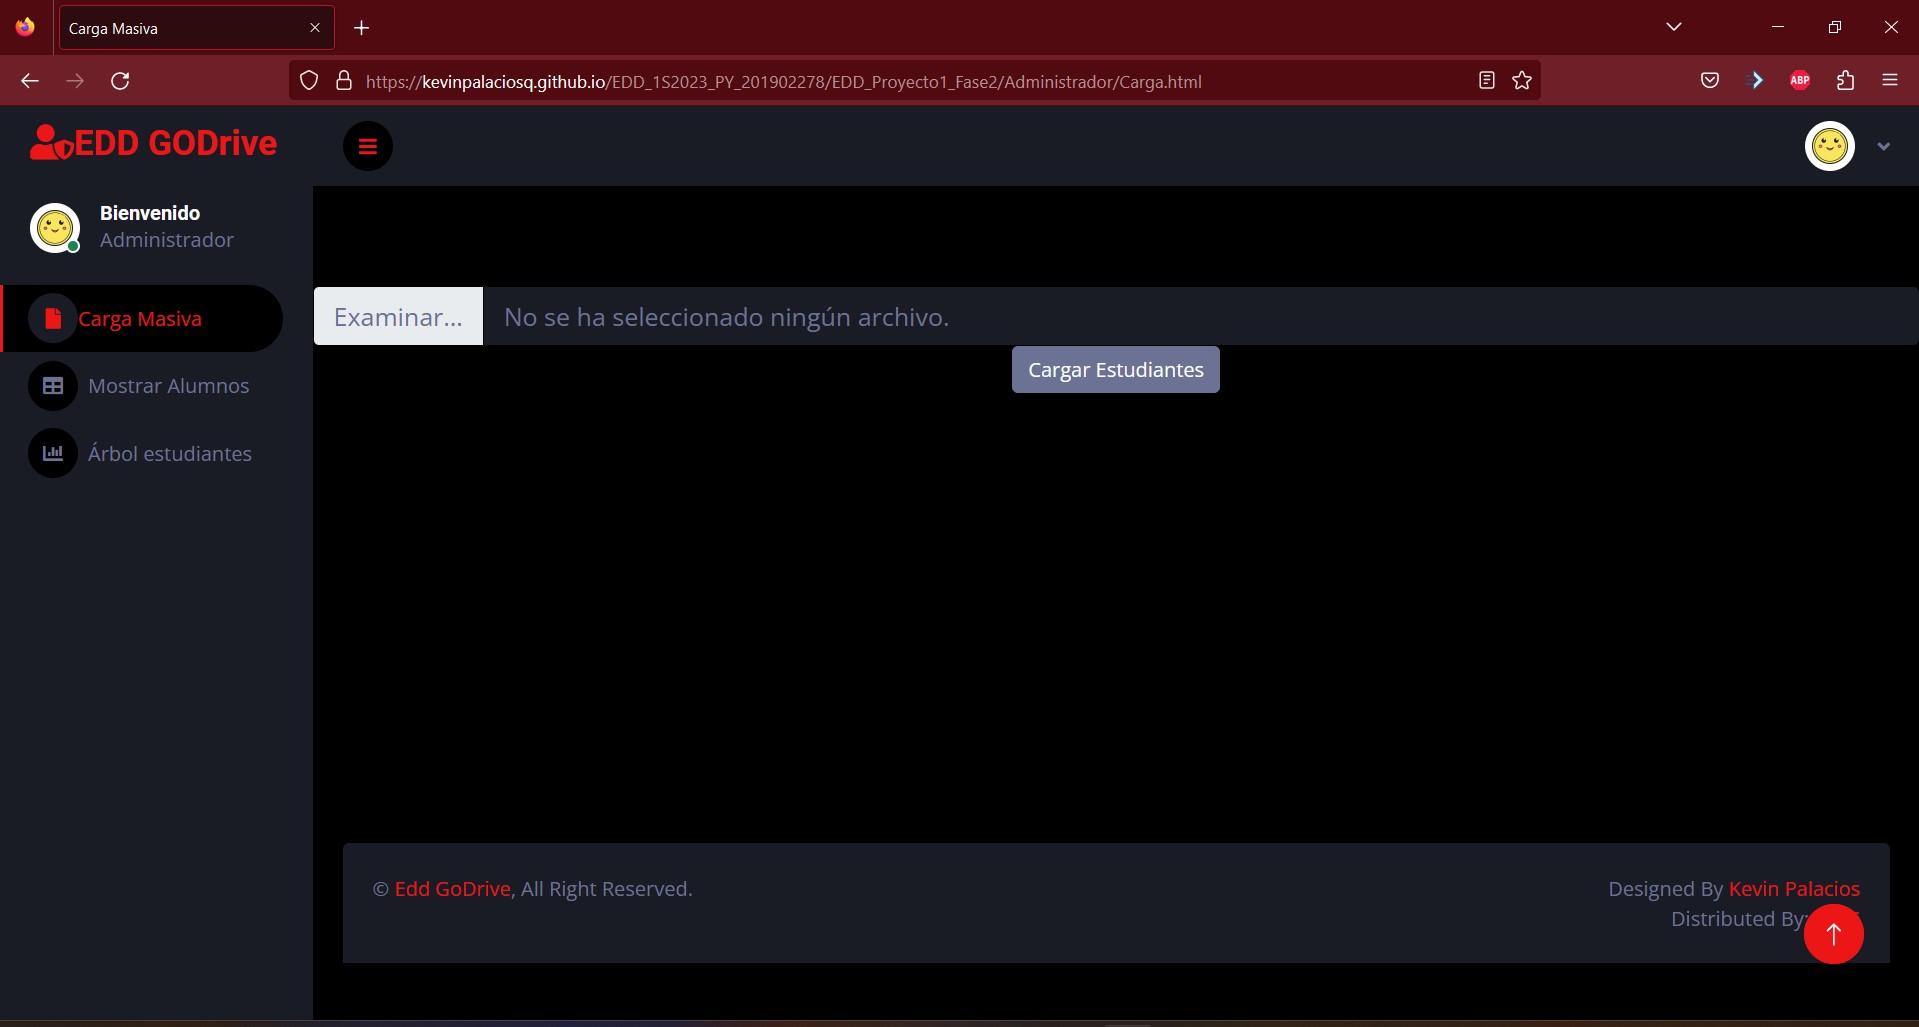 Carga Masiva
https://kevinpalaciosq.github.io/EDD_1S2023_PY_201902278/EDD_Proyecto1_Fase2/Administrador/Carga.html
ABP
EDD GODrive
Bienvenido
Administrador
Carga Masiva
Mostrar Alumnos
Árbol estudiantes
Examinar... No se ha seleccionado ningún archivo.
Cargar Estudiantes
© Edd GoDrive, All Right Reserved.
Designed By Kevin Palacios
Distributed By: